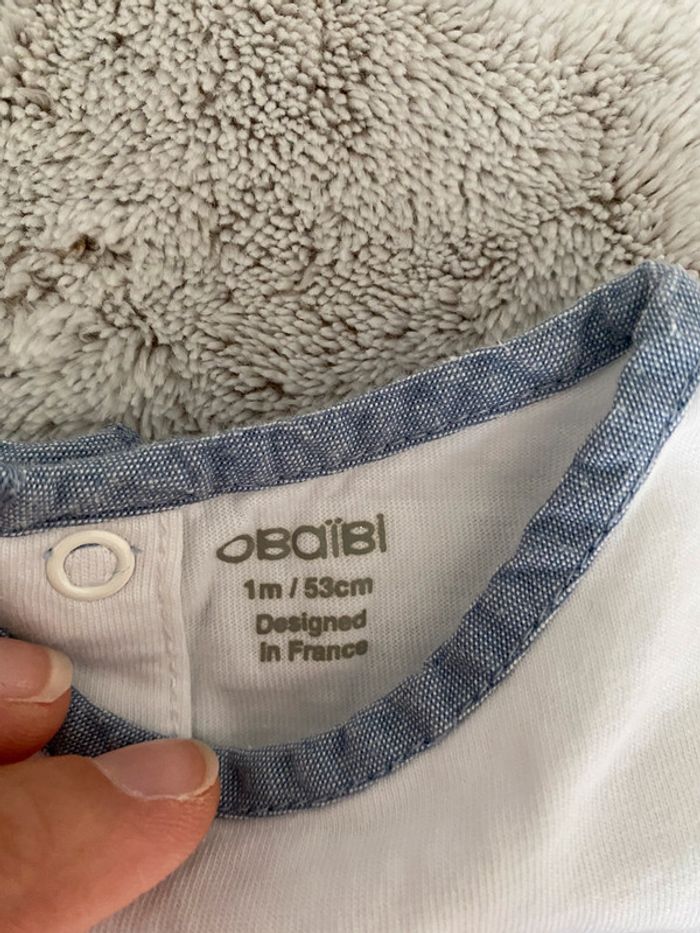 OBaïBi
1m / 53cm
Designed
in France